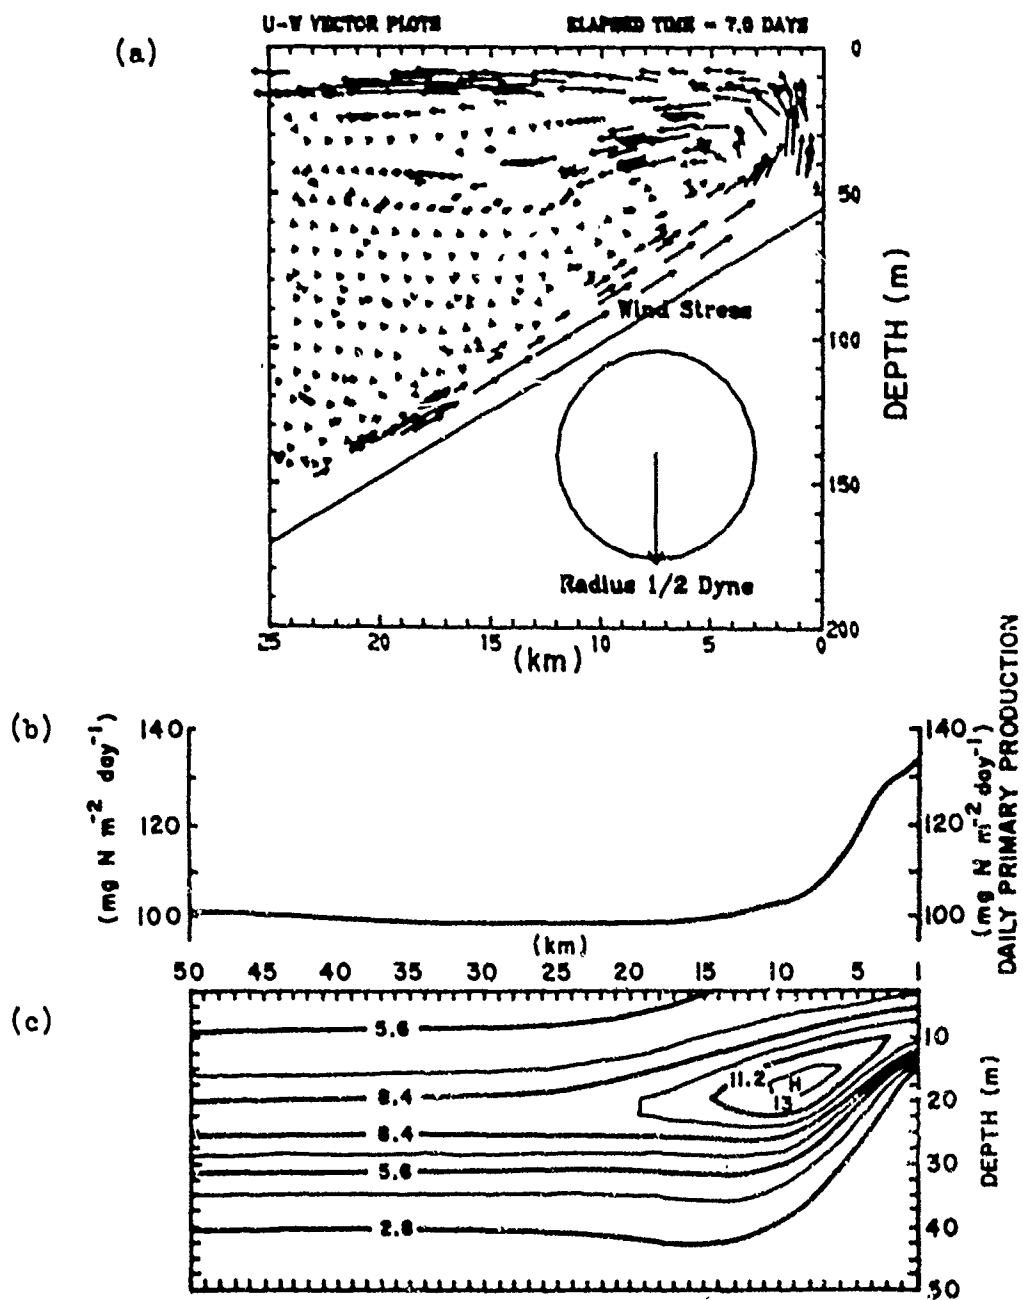 U-W VECTOR PLOTS ELAPSED TIME = 7.0 DAYS
(a)
0
50
100
150
200
DEPTH (m)
Wind Stress
Radius 1/2 Dyne
25 20 15 10 5 0
(km)
(b)
140
120
100
(mg N m-2 day-1)
140
120
100
(mg N m-2 day-1)
DAILY PRIMARY PRODUCTION
(km)
50 45 40 35 30 25 20 15 10 5 1
(c)
5.6
8.4
8.4
5.6
2.8
11.2
H
13
10
20
30
40
50
DEPTH (m)